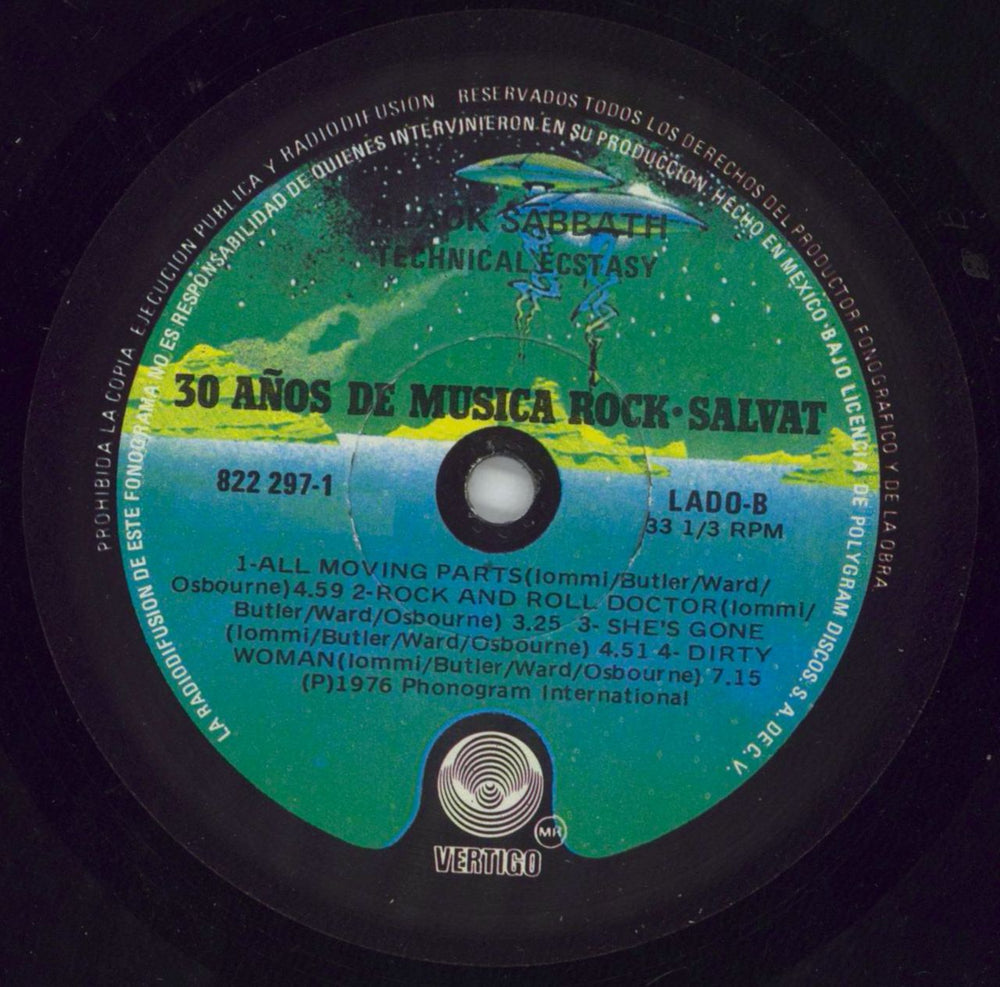 PROHIBIDA LA COPIA EJECUCION PUBLICA Y RADIODIFUSION RESERVADOS TODOS LOS DERECHOS DEL PRODUCTOR FONOGRAFICO Y DE LA OBRA
LA RADIODIFUSION DE ESTE FONOGRAMA NO ES RESPONSABILIDAD DE QUIENES INTERVINIERON EN SU PRODUCCION. HECHO EN MEXICO·BAJO LICENCIA DE POLYGRAM DISCOS. S. A. DE C. V.
BLACK SABBATH
TECHNICAL ECSTASY
30 AÑOS DE MUSICA ROCK·SALVAT
822 297-1
LADO-B
33 1/3 RPM
1-ALL MOVING PARTS(Iommi/Butler/Ward/
Osbourne)4.59 2-ROCK AND ROLL DOCTOR(Iommi/
Butler/Ward/Osbourne) 3.25 3- SHE'S GONE
(Iommi/Butler/Ward/Osbourne) 4.51 4- DIRTY
WOMAN(Iommi/Butler/Ward/Osbourne) 7.15
(P)1976 Phonogram International
MR
VERTIGO